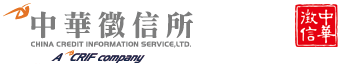 中華徵信所
CHINA CREDIT INFORMATION SERVICE,LTD.
A CRIF company
中華
徵信